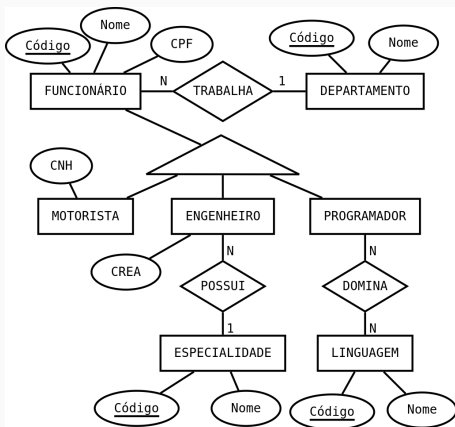 Nome
Código
CPF
Código
Nome
FUNCIONÁRIO
N
TRABALHA
1
DEPARTAMENTO
CNH
MOTORISTA
ENGENHEIRO
PROGRAMADOR
CREA
N
N
POSSUI
DOMINA
1
N
ESPECIALIDADE
LINGUAGEM
Código
Nome
Código
Nome